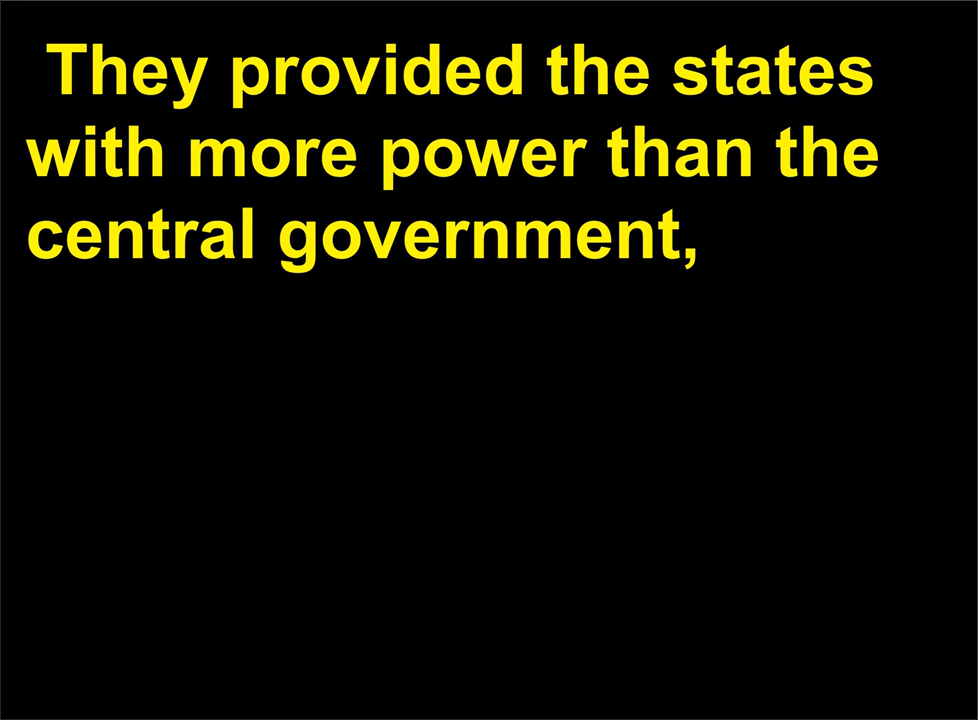 They provided the states
with more power than the
central government,